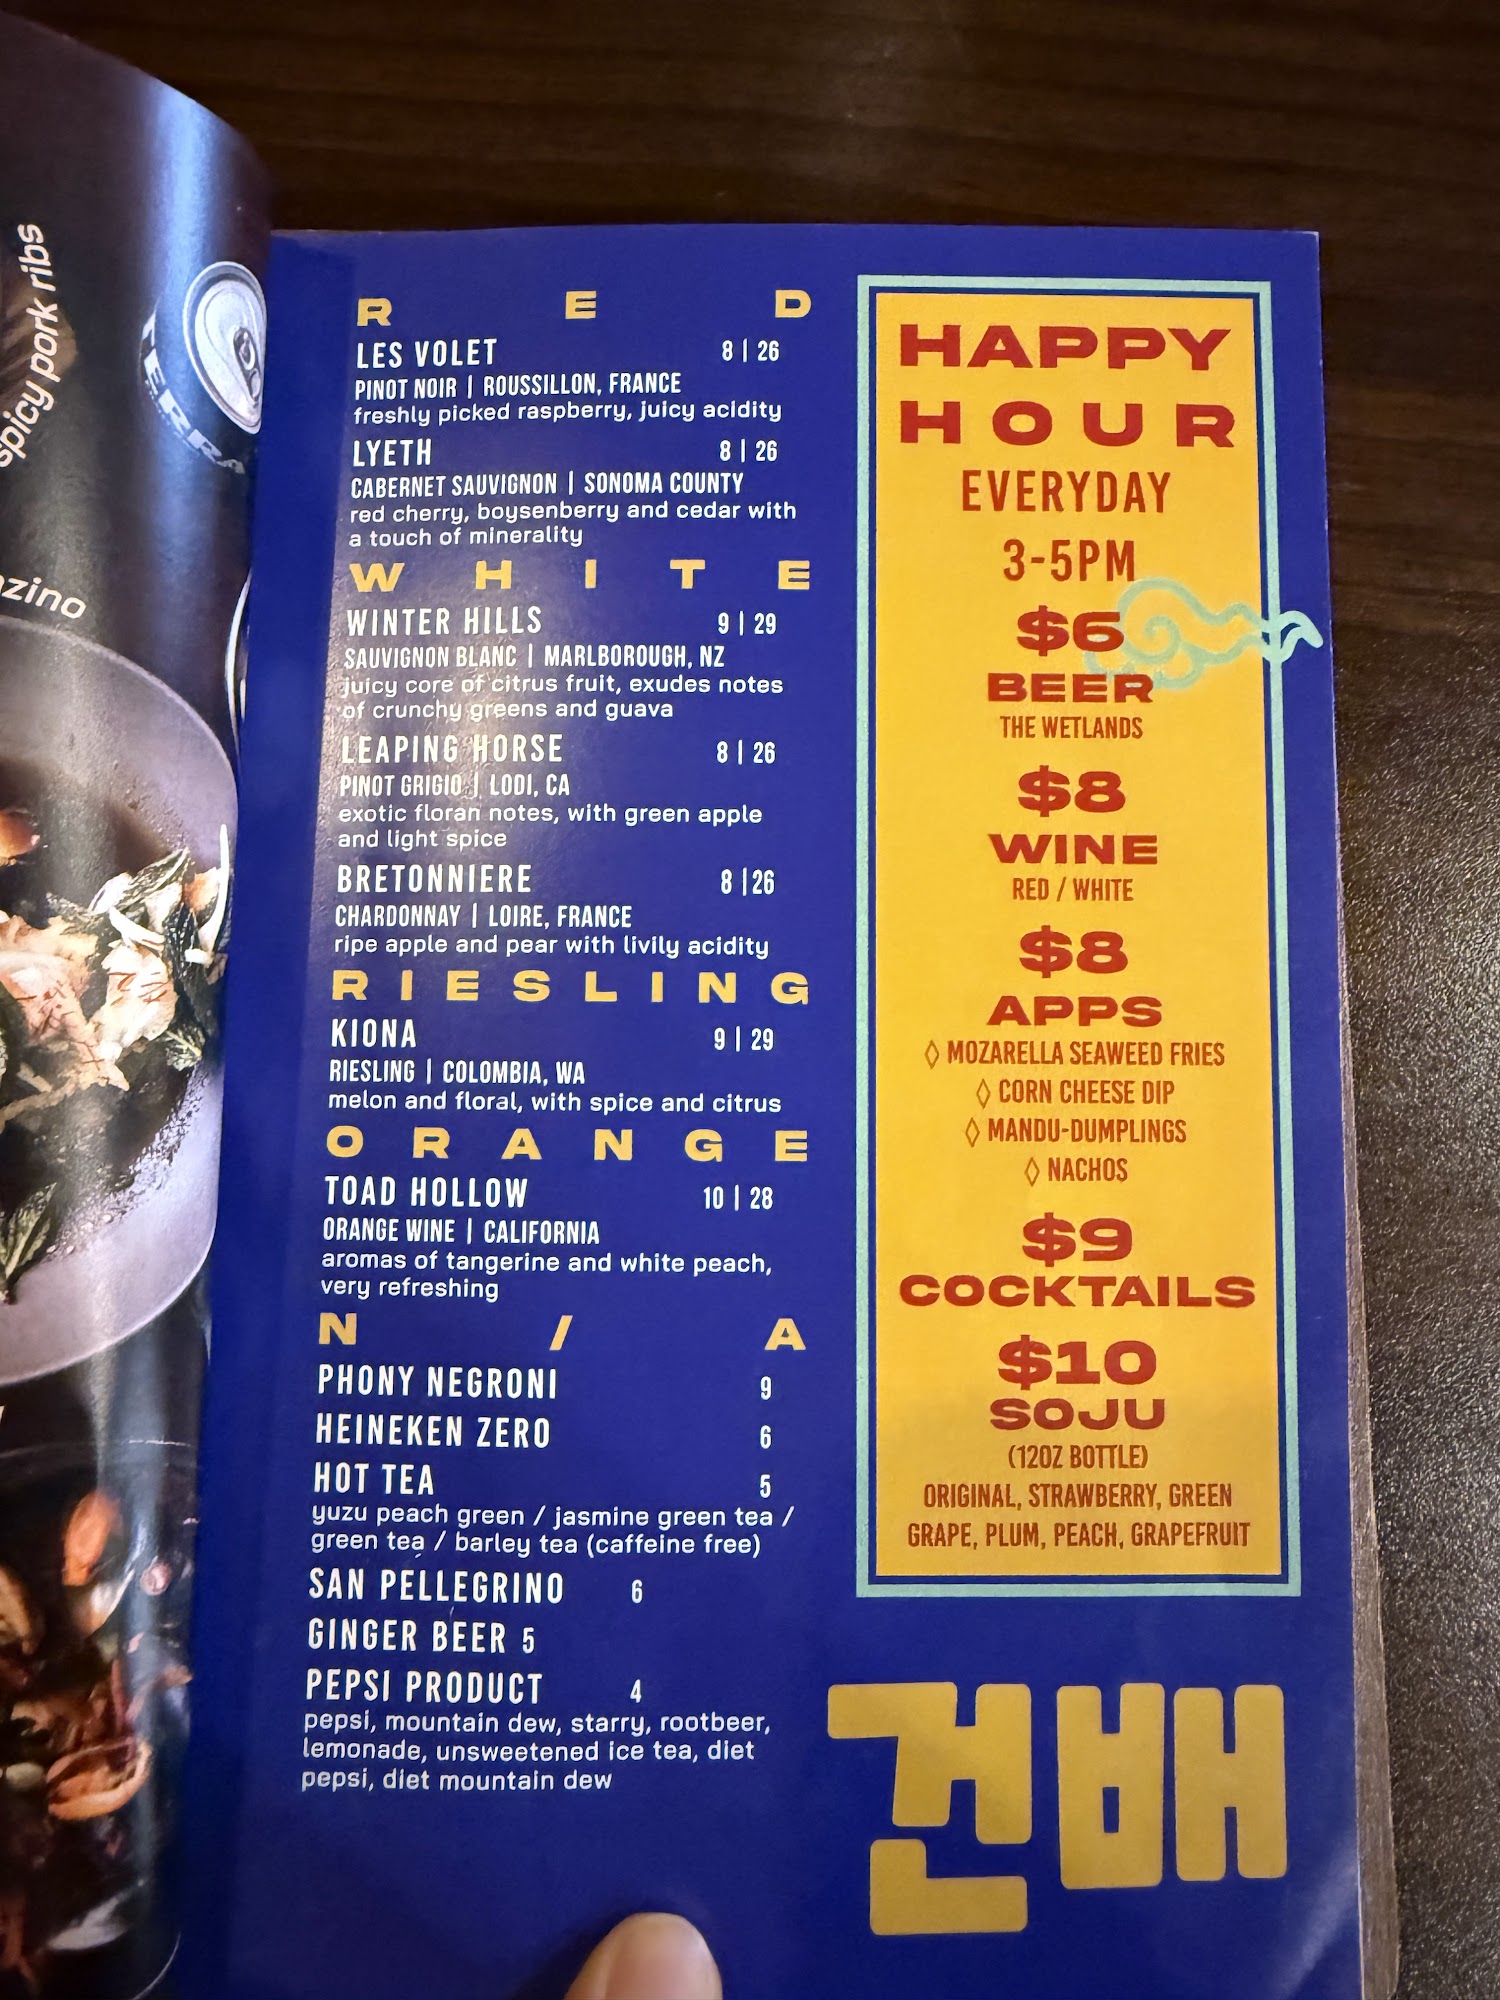 spicy pork ribs
TERRA
zino
R E D
LES VOLET 8 | 26
PINOT NOIR | ROUSSILLON, FRANCE
freshly picked raspberry, juicy acidity
LYETH 8 | 26
CABERNET SAUVIGNON | SONOMA COUNTY
red cherry, boysenberry and cedar with
a touch of minerality
W H I T E
WINTER HILLS 9 | 29
SAUVIGNON BLANC | MARLBOROUGH, NZ
juicy core of citrus fruit, exudes notes
of crunchy greens and guava
LEAPING HORSE 8 | 26
PINOT GRIGIO | LODI, CA
exotic floran notes, with green apple
and light spice
BRETONNIERE 8 |26
CHARDONNAY | LOIRE, FRANCE
ripe apple and pear with livily acidity
R I E S L I N G
KIONA 9 | 29
RIESLING | COLOMBIA, WA
melon and floral, with spice and citrus
O R A N G E
TOAD HOLLOW 10 | 28
ORANGE WINE | CALIFORNIA
aromas of tangerine and white peach,
very refreshing
N / A
PHONY NEGRONI 9
HEINEKEN ZERO 6
HOT TEA 5
yuzu peach green / jasmine green tea /
green tea / barley tea (caffeine free)
SAN PELLEGRINO 6
GINGER BEER 5
PEPSI PRODUCT 4
pepsi, mountain dew, starry, rootbeer,
lemonade, unsweetened ice tea, diet
pepsi, diet mountain dew
HAPPY
HOUR
EVERYDAY
3-5PM
$6
BEER
THE WETLANDS
$8
WINE
RED / WHITE
$8
APPS
◊ MOZARELLA SEAWEED FRIES
◊ CORN CHEESE DIP
◊ MANDU-DUMPLINGS
◊ NACHOS
$9
COCKTAILS
$10
SOJU
(12OZ BOTTLE)
ORIGINAL, STRAWBERRY, GREEN
GRAPE, PLUM, PEACH, GRAPEFRUIT
건배